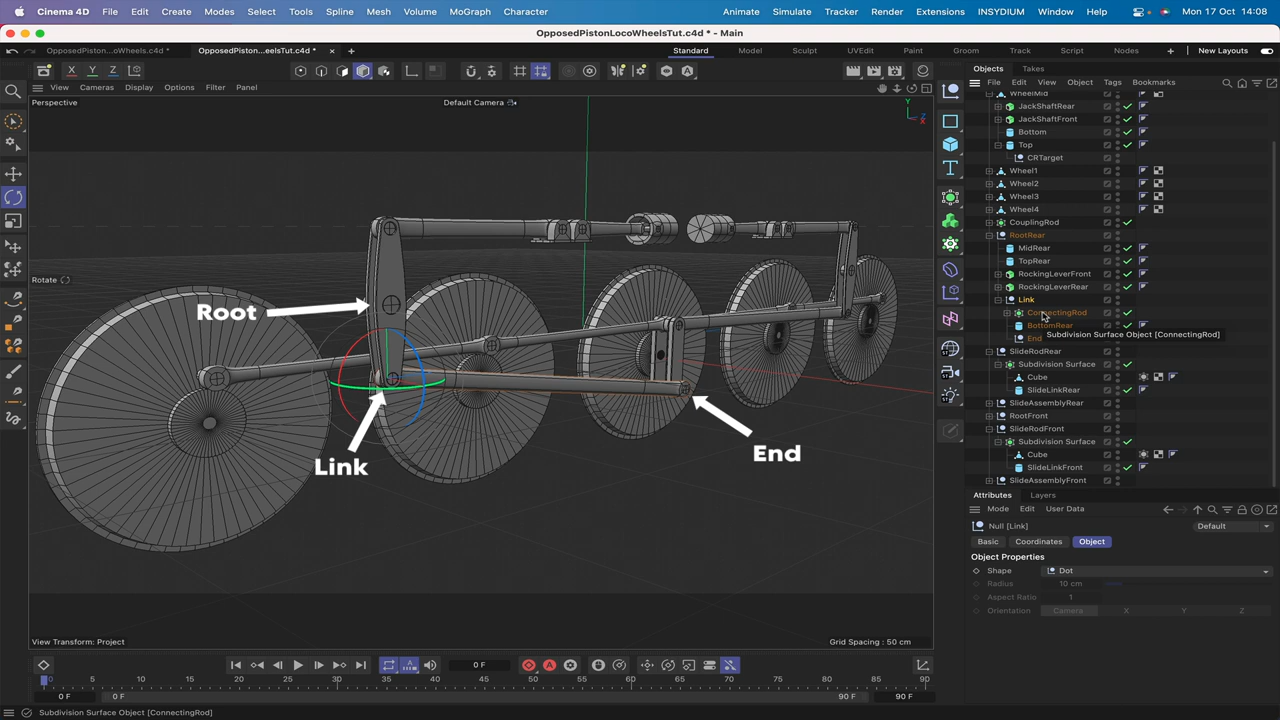 Cinema 4D File Edit Create Modes Select Tools Spline Mesh Volume MoGraph Character Animate Simulate Tracker Render Extensions INSYDIUM Window Help Mon 17 Oct 14:08
OpposedPistonLocoWheelsTut.c4d * - Main
OpposedPiston...oWheels.c4d * OpposedPiston...eelsTut.c4d * Standard Model Sculpt UVEdit Paint Groom Track Script Nodes New Layouts
X Y Z
Objects Takes
File Edit View Object Tags Bookmarks
View Cameras Display Options Filter Panel
Perspective
Default Camera
Y
Z
X
WheelMid
JackShaftRear
JackShaftFront
Bottom
Top
CRTarget
Wheel1
Wheel2
Wheel3
Wheel4
CouplingRod
RootRear
MidRear
TopRear
RockingLeverFront
RockingLeverRear
Link
ConnectingRod
BottomRear
End
Subdivision Surface Object [ConnectingRod]
SlideRodRear
Subdivision Surface
Cube
SlideLinkRear
SlideAssemblyRear
RootFront
SlideRodFront
Subdivision Surface
Cube
SlideLinkFront
SlideAssemblyFront
Rotate
Root
Link
End
ST
ST
ST
View Transform: Project
Grid Spacing : 50 cm
Attributes Layers
Mode Edit User Data
Null [Link]
Default
Basic Coordinates Object
Object Properties
Shape Dot
Radius 10 cm
Aspect Ratio 1
Orientation Camera X Y Z
0 F
0 5 10 15 20 25 30 35 40 45 50 55 60 65 70 75 80 85 90
0 F 0 F 90 F 90 F
Subdivision Surface Object [ConnectingRod]